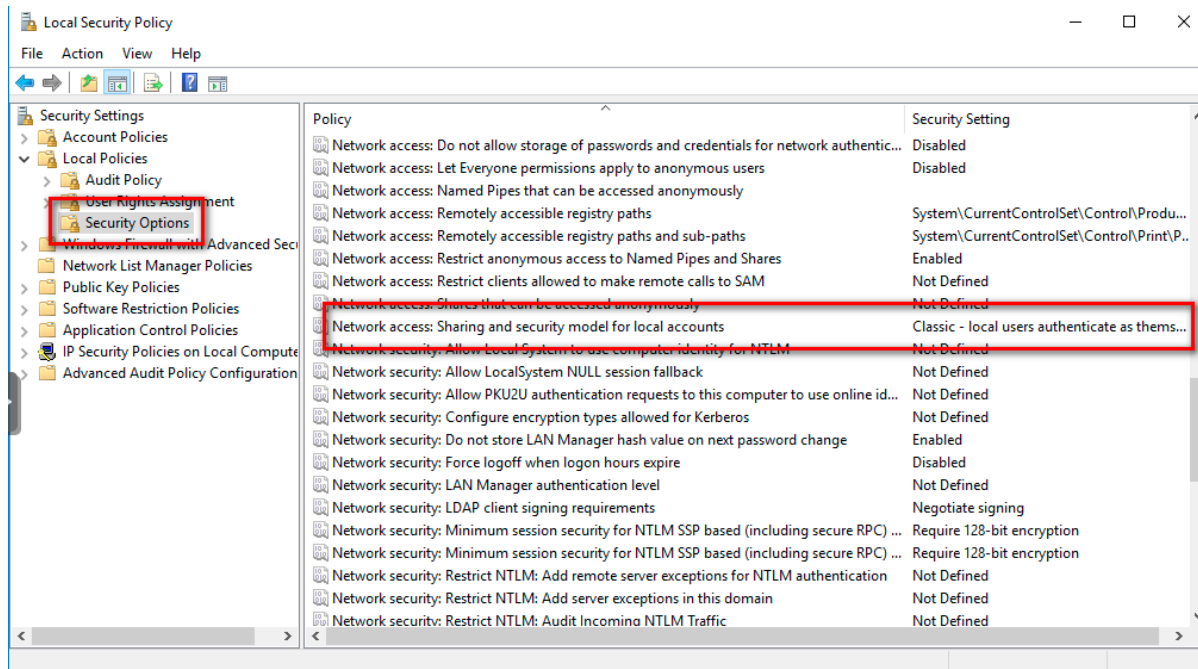 Local Security Policy
File Action View Help
Security Settings
Account Policies
Local Policies
Audit Policy
User Rights Assignment
Security Options
Windows Firewall with Advanced Secu
Network List Manager Policies
Public Key Policies
Software Restriction Policies
Application Control Policies
IP Security Policies on Local Compute
Advanced Audit Policy Configuration
Policy Security Setting
Network access: Do not allow storage of passwords and credentials for network authentic... Disabled
Network access: Let Everyone permissions apply to anonymous users Disabled
Network access: Named Pipes that can be accessed anonymously
Network access: Remotely accessible registry paths System\CurrentControlSet\Control\Produ...
Network access: Remotely accessible registry paths and sub-paths System\CurrentControlSet\Control\Print\P...
Network access: Restrict anonymous access to Named Pipes and Shares Enabled
Network access: Restrict clients allowed to make remote calls to SAM Not Defined
Network access: Shares that can be accessed anonymously Not Defined
Network access: Sharing and security model for local accounts Classic - local users authenticate as thems...
Network security: Allow Local System to use computer identity for NTLM Not Defined
Network security: Allow LocalSystem NULL session fallback Not Defined
Network security: Allow PKU2U authentication requests to this computer to use online id... Not Defined
Network security: Configure encryption types allowed for Kerberos Not Defined
Network security: Do not store LAN Manager hash value on next password change Enabled
Network security: Force logoff when logon hours expire Disabled
Network security: LAN Manager authentication level Not Defined
Network security: LDAP client signing requirements Negotiate signing
Network security: Minimum session security for NTLM SSP based (including secure RPC) ... Require 128-bit encryption
Network security: Minimum session security for NTLM SSP based (including secure RPC) ... Require 128-bit encryption
Network security: Restrict NTLM: Add remote server exceptions for NTLM authentication Not Defined
Network security: Restrict NTLM: Add server exceptions in this domain Not Defined
Network security: Restrict NTLM: Audit Incoming NTLM Traffic Not Defined